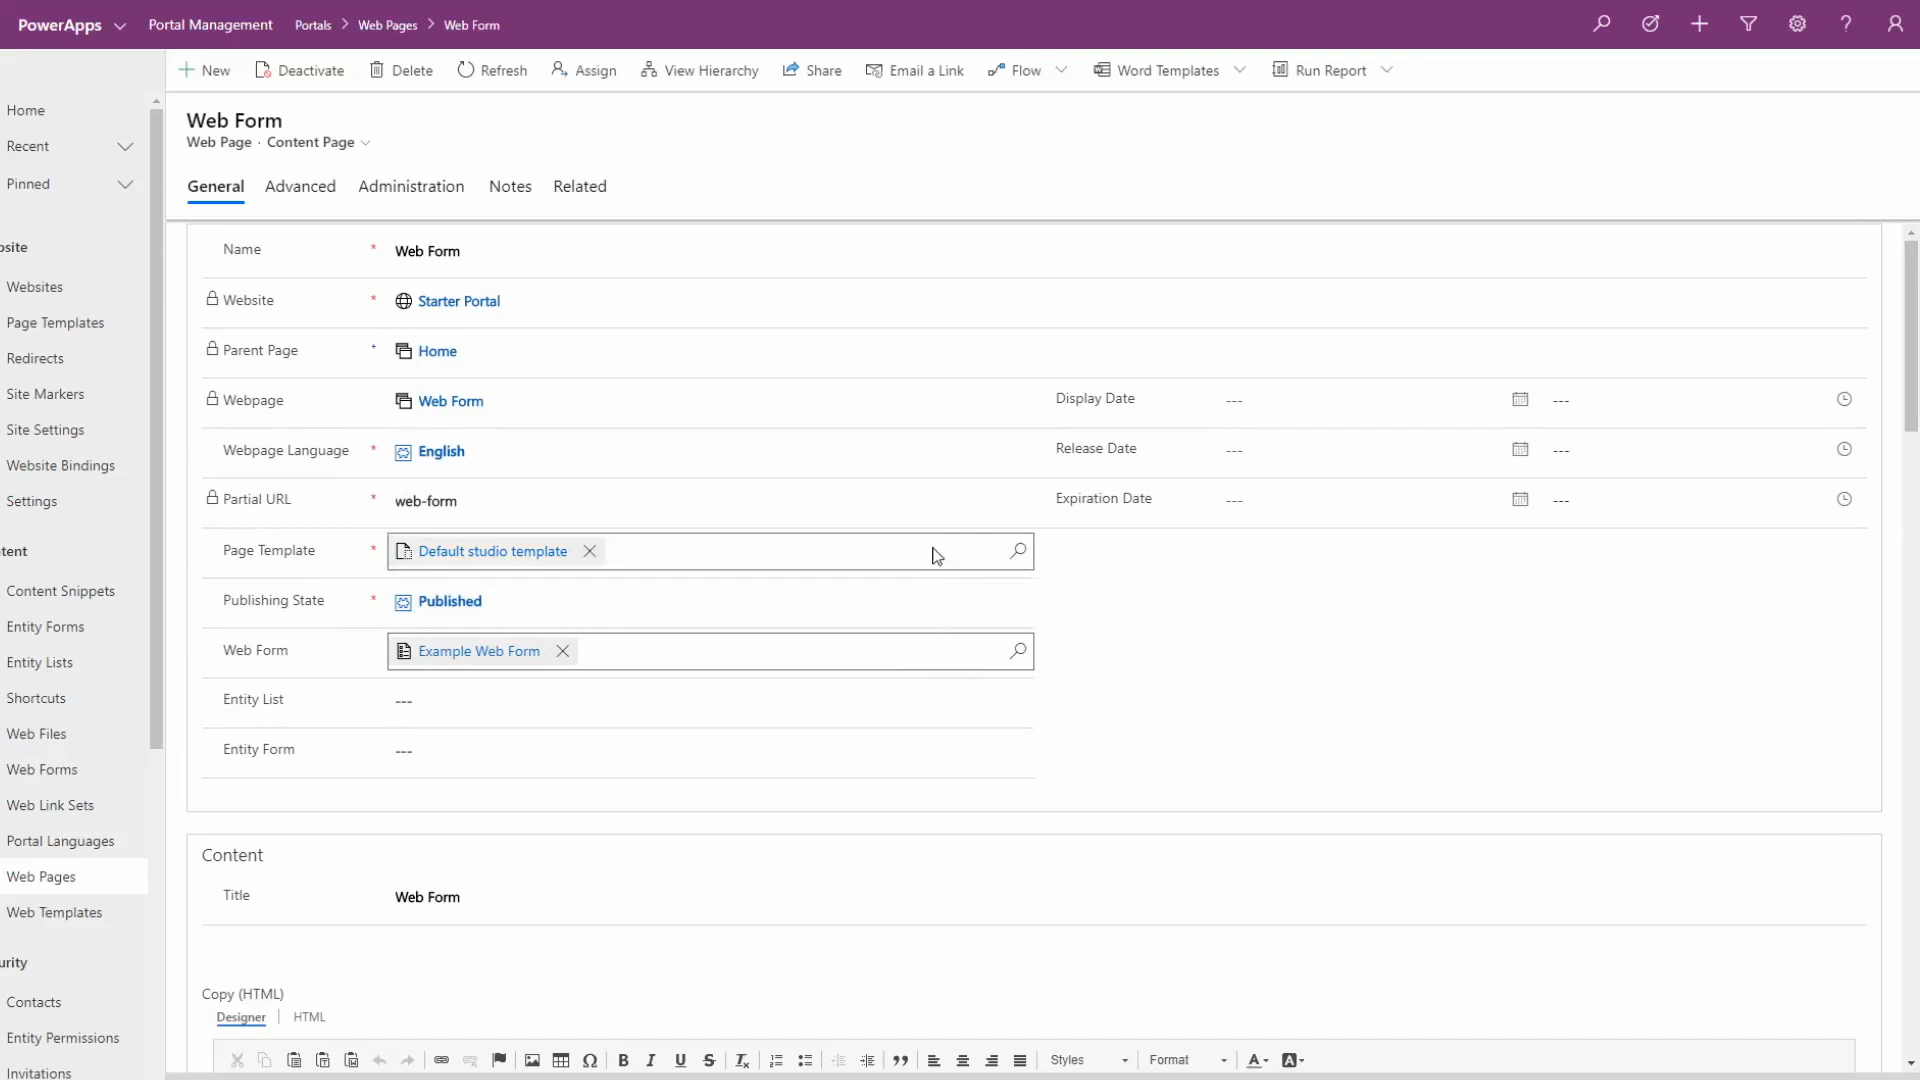 PowerApps Portal Management Portals Web Pages Web Form
New Deactivate Delete Refresh Assign View Hierarchy Share Email a Link Flow Word Templates Run Report
Home
Recent
Pinned
bsite
Websites
Page Templates
Redirects
Site Markers
Site Settings
Website Bindings
Settings
tent
Content Snippets
Entity Forms
Entity Lists
Shortcuts
Web Files
Web Forms
Web Link Sets
Portal Languages
Web Pages
Web Templates
urity
Contacts
Entity Permissions
Invitations
Web Form
Web Page · Content Page
General Advanced Administration Notes Related
Name * Web Form
Website * Starter Portal
Parent Page + Home
Webpage Web Form Display Date --- ---
Webpage Language * English Release Date --- ---
Partial URL * web-form Expiration Date --- ---
Page Template * Default studio template
Publishing State * Published
Web Form Example Web Form
Entity List ---
Entity Form ---
Content
Title Web Form
Copy (HTML)
Designer HTML
B I U S Styles Format A A